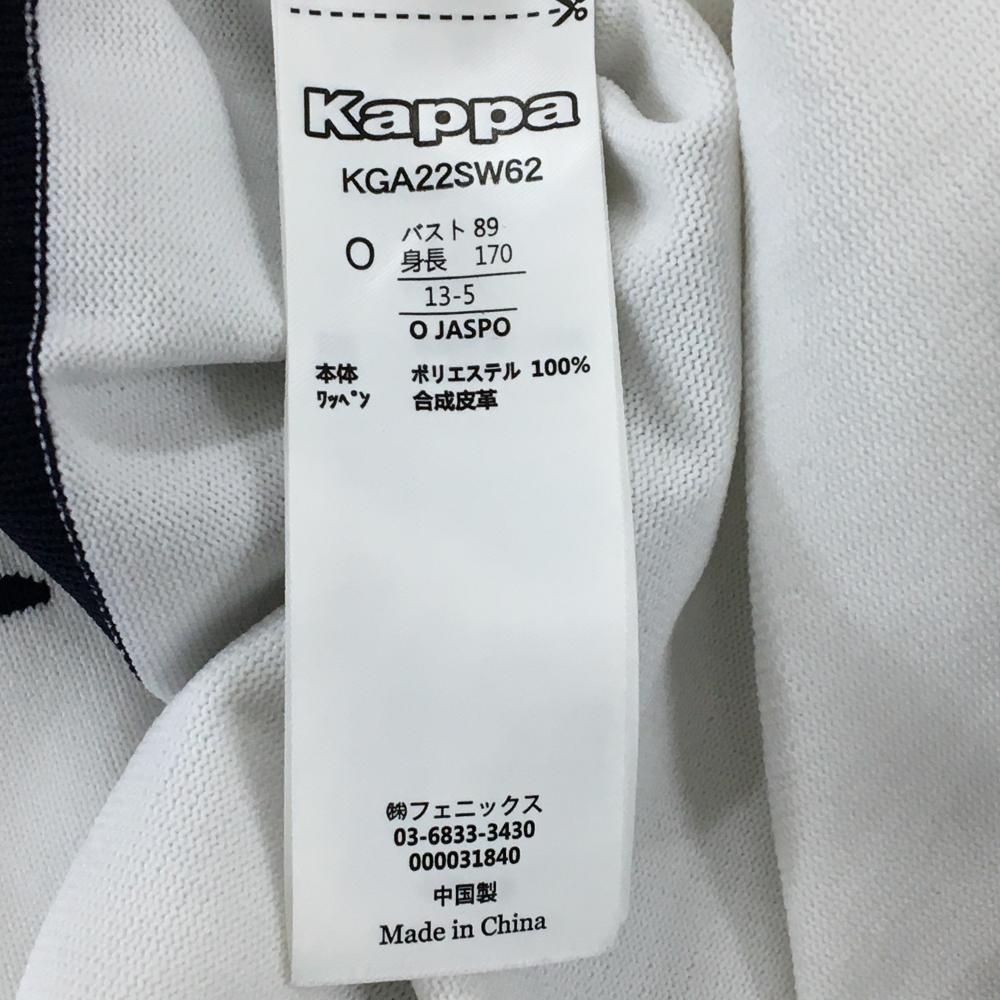 Kappa
KGA22SW62
O
バスト 89
身長 170
13-5
O JASPO
本体 ポリエステル 100%
ﾜｯﾍﾟﾝ 合成皮革
㈱フェニックス
03-6833-3430
000031840
中国製
Made in China